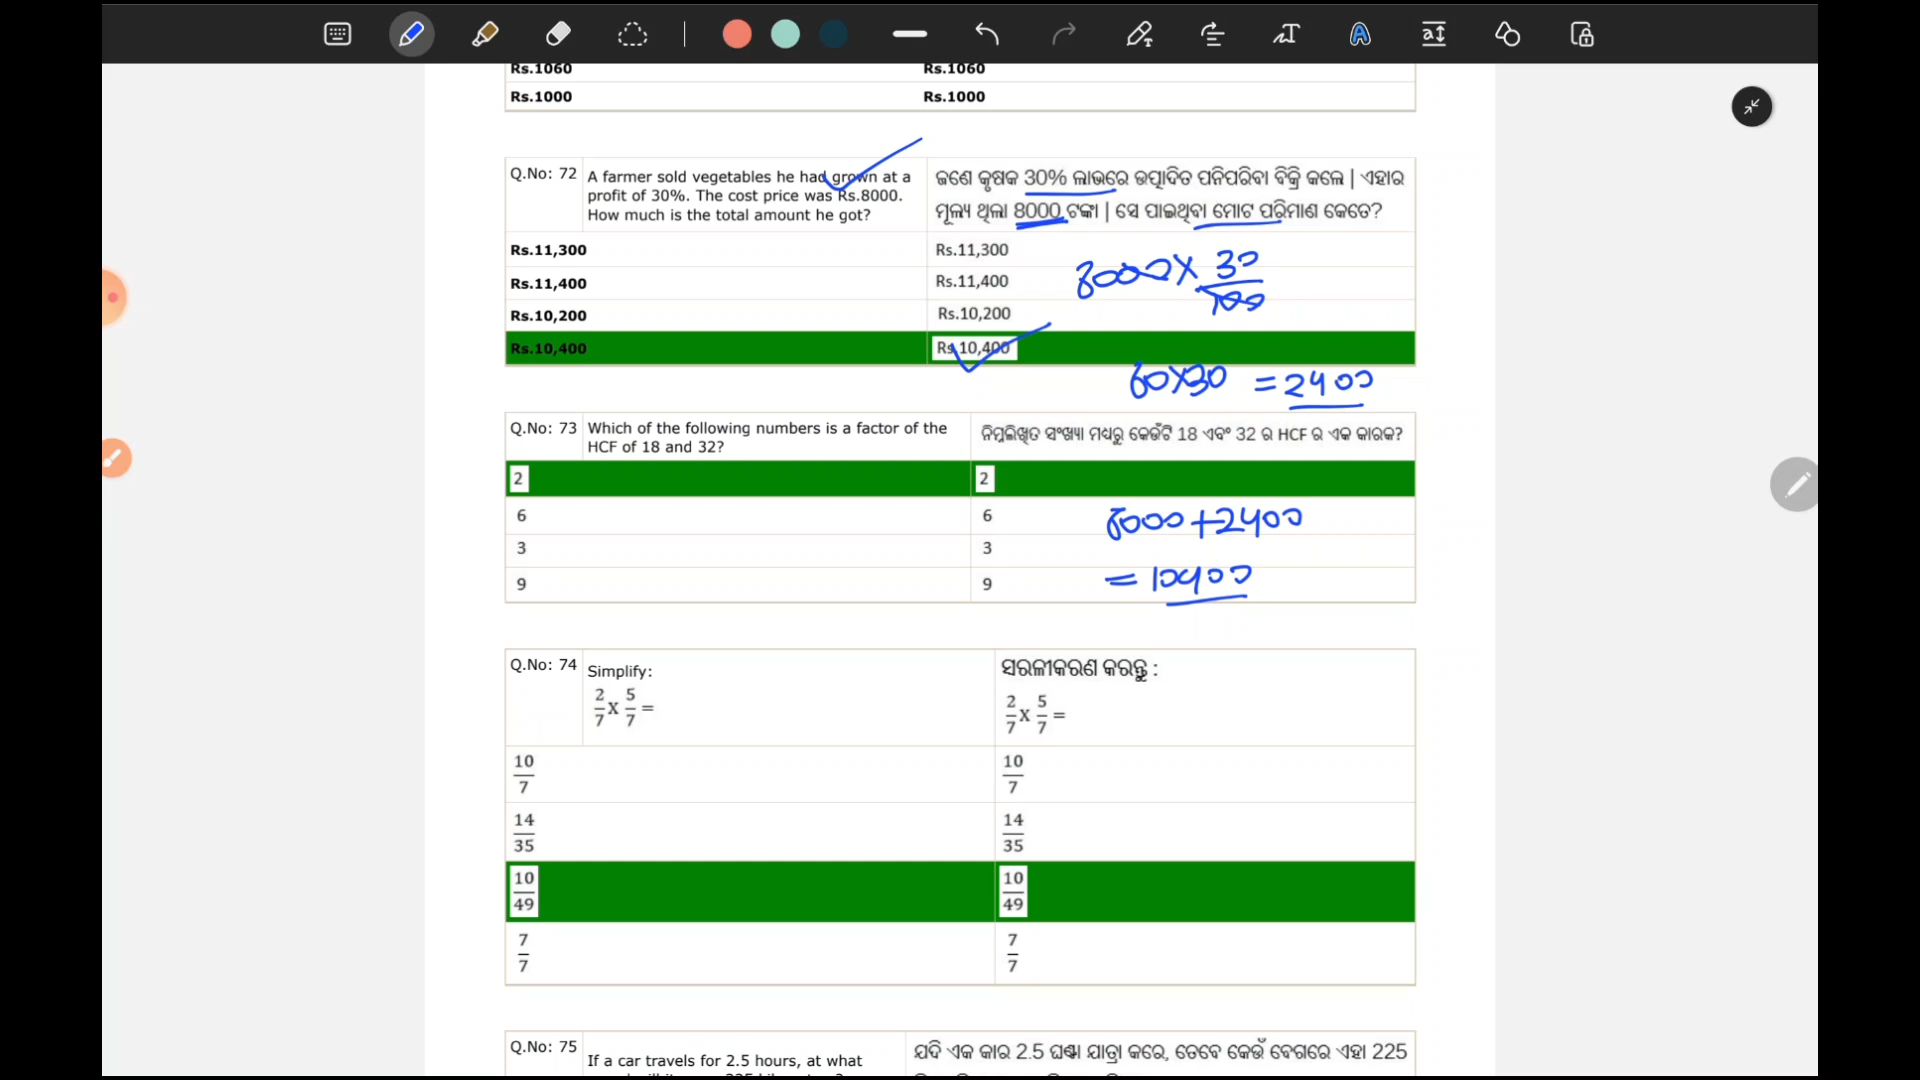 Rs.1060 Rs.1060
Rs.1000 Rs.1000
Q.No: 72 A farmer sold vegetables he had grown at a
profit of 30%. The cost price was Rs.8000.
How much is the total amount he got?
ଜଣେ କୃଷକ 30% ଲାଭରେ ଉତ୍ପାଦିତ ପନିପରିବା ବିକ୍ରି କଲେ | ଏହାର
ମୂଲ୍ୟ ଥିଲା 8000 ଟଙ୍କା | ସେ ପାଇଥିବା ମୋଟ ପରିମାଣ କେତେ?
Rs.11,300 Rs.11,300
Rs.11,400 Rs.11,400
Rs.10,200 Rs.10,200
Rs.10,400 Rs.10,400
8000 X 30/100
80X30 = 2400
Q.No: 73 Which of the following numbers is a factor of the
HCF of 18 and 32?
ନିମ୍ନଲିଖିତ ସଂଖ୍ୟା ମଧ୍ୟରୁ କେଉଁଟି 18 ଏବଂ 32 ର HCF ର ଏକ କାରକ?
2 2
6 6
3 3
9 9
8000+2400
= 10400
Q.No: 74 Simplify:
2/7 X 5/7 =
ସରଳୀକରଣ କରନ୍ତୁ :
2/7 X 5/7 =
10/7 10/7
14/35 14/35
10/49 10/49
7/7 7/7
Q.No: 75 If a car travels for 2.5 hours, at what
ଯଦି ଏକ କାର 2.5 ଘଣ୍ଟା ଯାତ୍ରା କରେ, ତେବେ କେଉଁ ବେଗରେ ଏହା 225